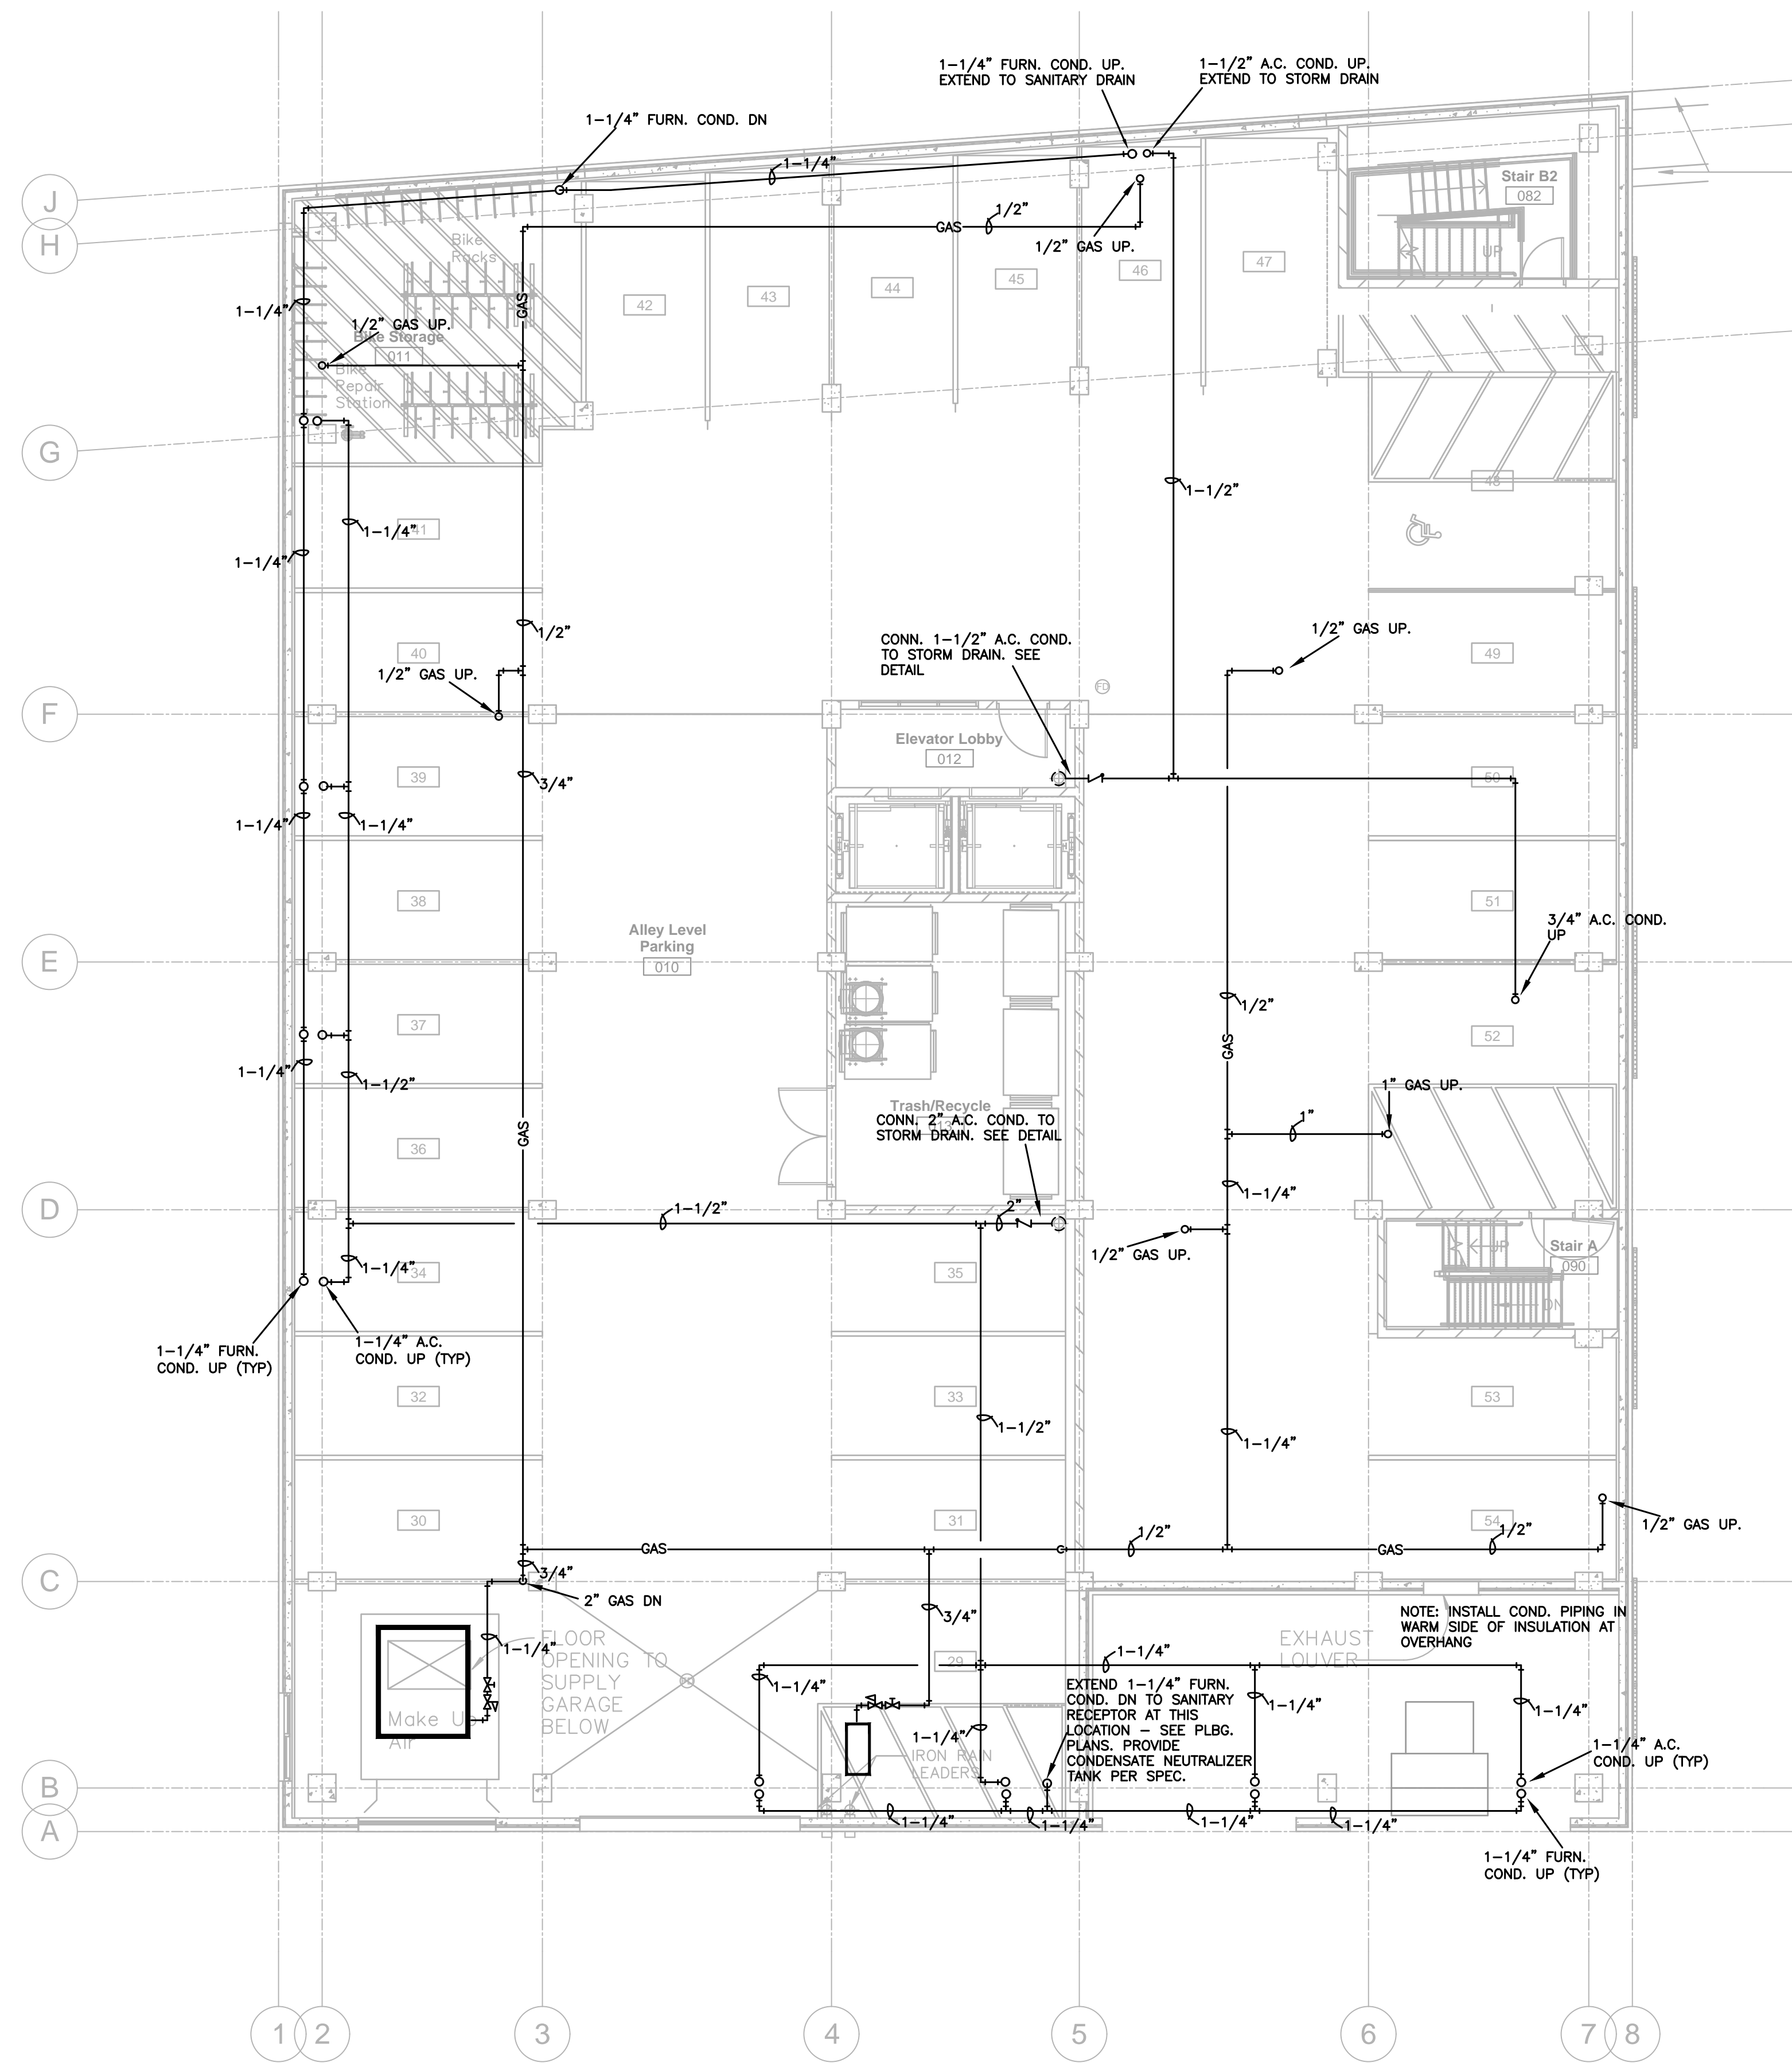 1-1/4" FURN. COND. UP.
EXTEND TO SANITARY DRAIN
1-1/2" A.C. COND. UP.
EXTEND TO STORM DRAIN
1-1/4" FURN. COND. DN
1-1/4"
Stair B2
082
UP
J
H
1/2"
GAS
1/2" GAS UP.
Bike
Racks
42
43
44
45
46
47
GAS
1-1/4"
1/2" GAS UP.
Bike Storage
011
Bike
Repair
Station
G
48
1-1/2"
1-1/4"
41
1-1/4"
1/2"
40
1/2" GAS UP.
CONN. 1-1/2" A.C. COND.
TO STORM DRAIN. SEE
DETAIL
1/2" GAS UP.
49
FD
F
Elevator Lobby
012
39
3/4"
50
1-1/4"
1-1/4"
38
51
3/4" A.C. COND.
UP
Alley Level
Parking
010
E
1/2"
37
52
GAS
1-1/4"
1-1/2"
1" GAS UP.
Trash/Recycle
013
CONN. 2" A.C. COND. TO
STORM DRAIN. SEE DETAIL
1"
GAS
36
1-1/4"
D
1-1/2"
2"
1/2" GAS UP.
UP
Stair A
090
DN
1-1/4"
34
35
1-1/4" FURN.
COND. UP (TYP)
1-1/4" A.C.
COND. UP (TYP)
32
33
53
1-1/2"
1-1/4"
30
31
54
1/2" GAS UP.
GAS
1/2"
GAS
1/2"
C
3/4"
2" GAS DN
3/4"
NOTE: INSTALL COND. PIPING IN
WARM SIDE OF INSULATION AT
OVERHANG
1-1/4"
FLOOR
OPENING TO
SUPPLY
GARAGE
BELOW
EXHAUST
LOUVER
29
1-1/4"
1-1/4"
EXTEND 1-1/4" FURN.
COND. DN TO SANITARY
RECEPTOR AT THIS
LOCATION – SEE PLBG.
PLANS. PROVIDE
CONDENSATE NEUTRALIZER
TANK PER SPEC.
1-1/4"
1-1/4"
Make Up
Air
1-1/4"
IRON RAIN
LEADERS
1-1/4" A.C.
COND. UP (TYP)
B
A
1-1/4"
1-1/4"
1-1/4"
1-1/4"
1-1/4" FURN.
COND. UP (TYP)
1
2
3
4
5
6
7
8